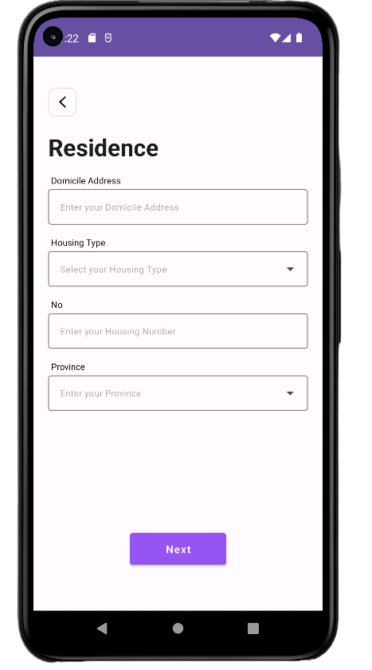 :22
Residence
Domicile Address
Enter your Domicile Address
Housing Type
Select your Housing Type
No
Enter your Housing Number
Province
Enter your Province
Next